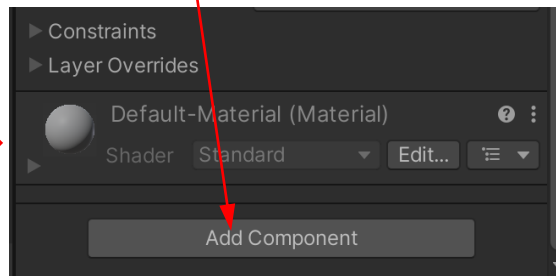 Constraints
Layer Overrides
Default-Material (Material)
Shader Standard Edit...
Add Component